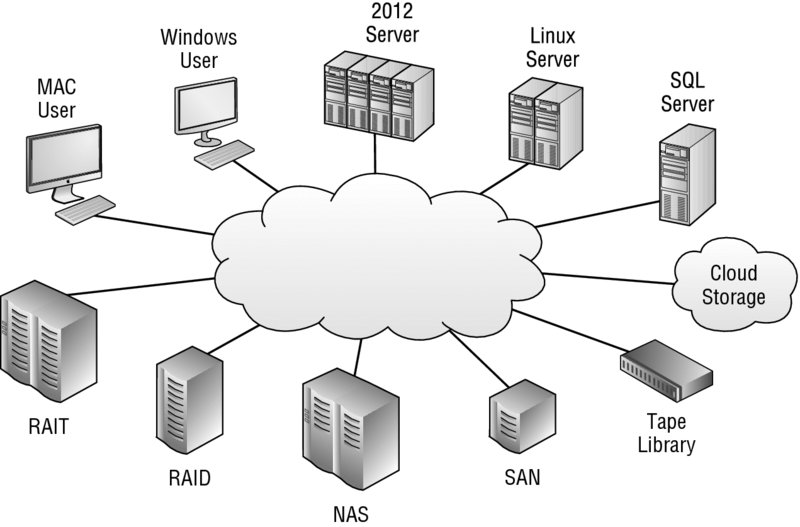 2012
Server
Windows
User
Linux
Server
MAC
User
SQL
Server
Cloud
Storage
RAIT
RAID
NAS
SAN
Tape
Library